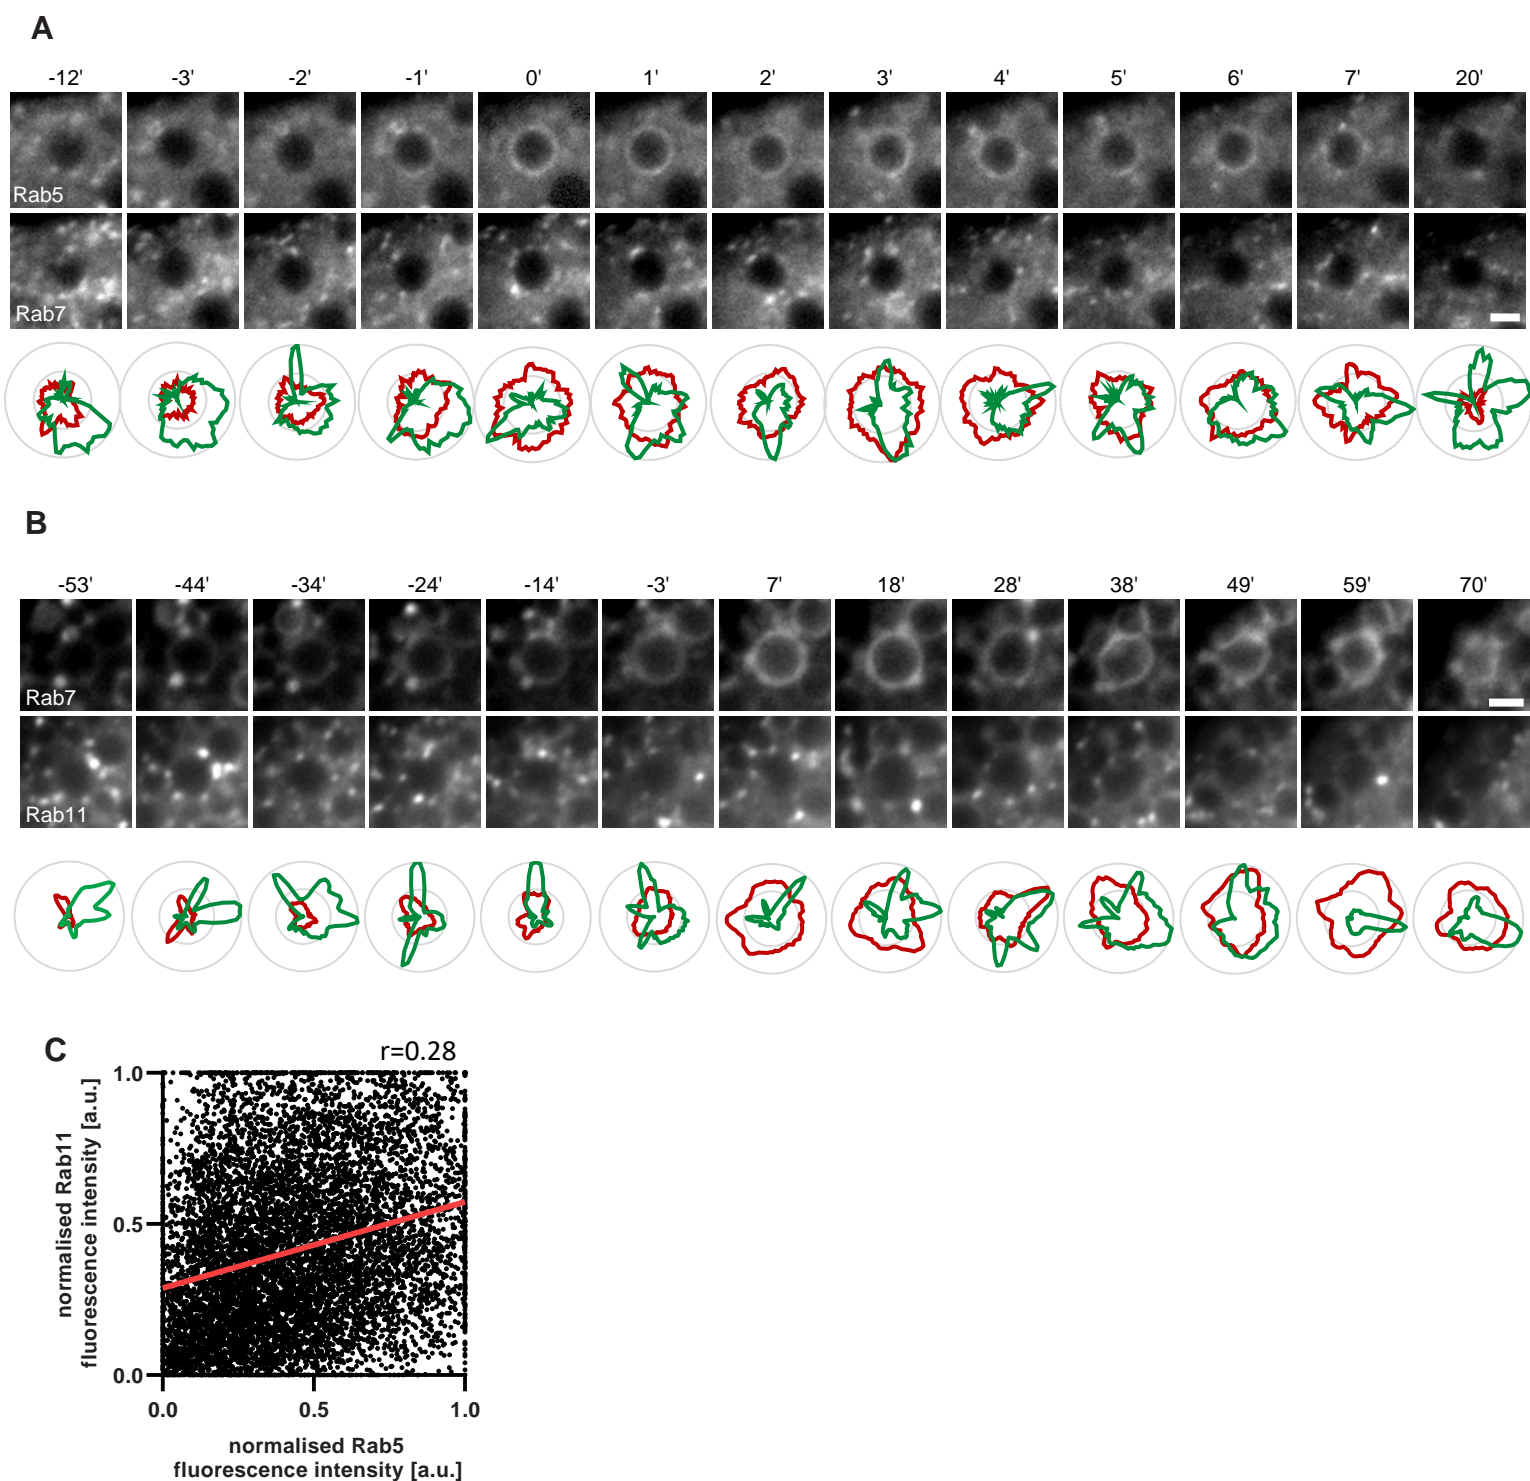 A
-12' -3' -2' -1' 0' 1' 2' 3' 4' 5' 6' 7' 20'
Rab5
Rab7
B
-53' -44' -34' -24' -14' -3' 7' 18' 28' 38' 49' 59' 70'
Rab7
Rab11
C
r=0.28
normalised Rab11
fluorescence intensity [a.u.]
1.0
0.5
0.0
0.0 0.5 1.0
normalised Rab5
fluorescence intensity [a.u.]